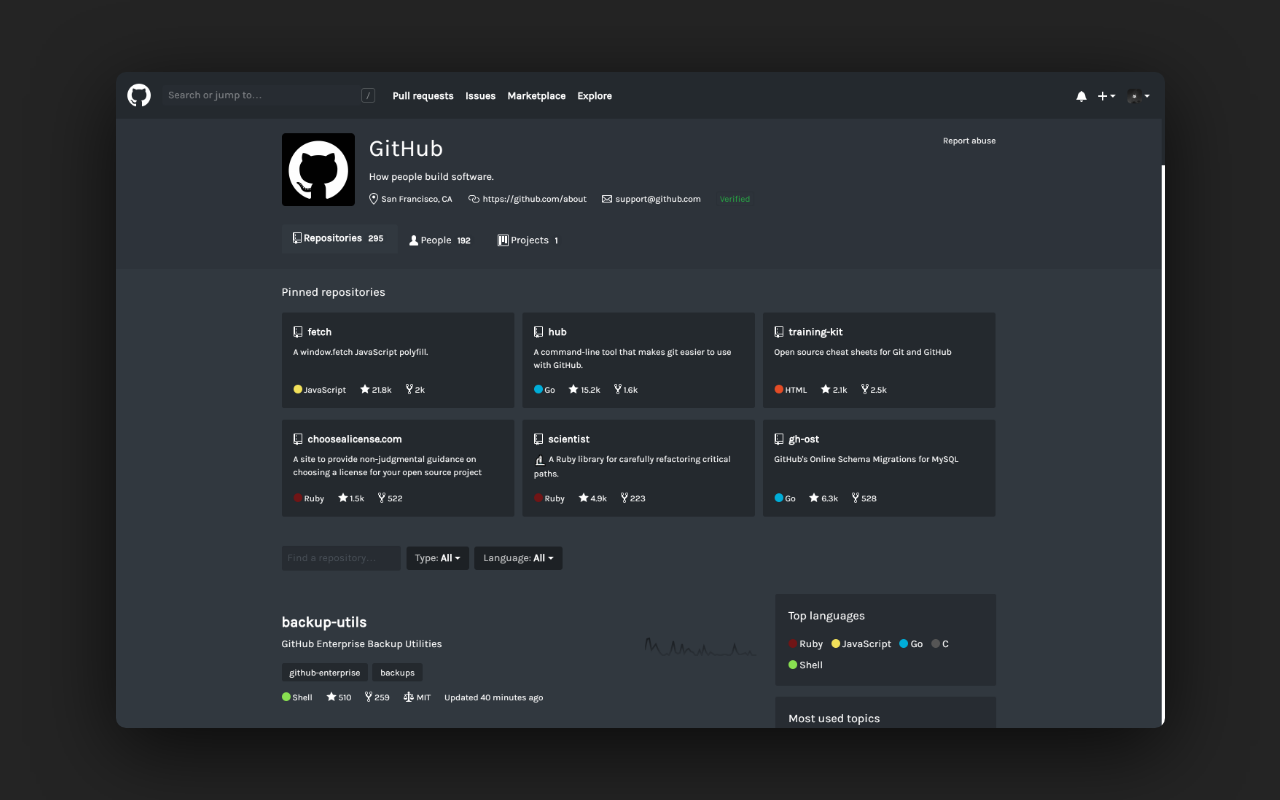 Search or jump to... / Pull requests Issues Marketplace Explore
GitHub
Report abuse
How people build software.
San Francisco, CA https://github.com/about support@github.com Verified
Repositories 295 People 192 Projects 1
Pinned repositories
fetch
A window.fetch JavaScript polyfill.
JavaScript 21.8k 2k
hub
A command-line tool that makes git easier to use
with GitHub.
Go 15.2k 1.6k
training-kit
Open source cheat sheets for Git and GitHub
HTML 2.1k 2.5k
choosealicense.com
A site to provide non-judgmental guidance on
choosing a license for your open source project
Ruby 1.5k 522
scientist
A Ruby library for carefully refactoring critical
paths.
Ruby 4.9k 223
gh-ost
GitHub's Online Schema Migrations for MySQL
Go 6.3k 528
Find a repository... Type: All Language: All
backup-utils
GitHub Enterprise Backup Utilities
github-enterprise backups
Shell 510 259 MIT Updated 40 minutes ago
Top languages
Ruby JavaScript Go C
Shell
Most used topics